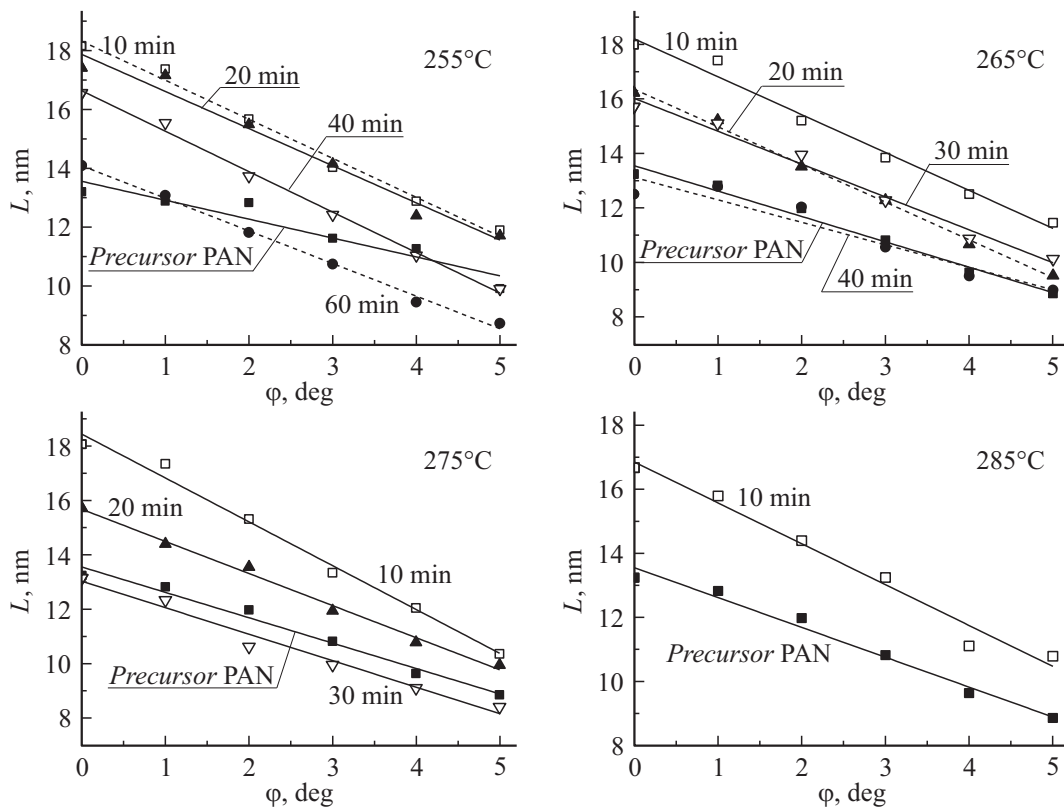 18
16
14
12
10
8
L, nm
0 1 2 3 4 5
φ, deg
255°C
10 min
20 min
40 min
Precursor PAN
60 min
18
16
14
12
10
8
L, nm
0 1 2 3 4 5
φ, deg
265°C
10 min
20 min
30 min
Precursor PAN
40 min
18
16
14
12
10
8
L, nm
0 1 2 3 4 5
φ, deg
275°C
20 min
10 min
Precursor PAN
30 min
18
16
14
12
10
8
L, nm
0 1 2 3 4 5
φ, deg
285°C
10 min
Precursor PAN